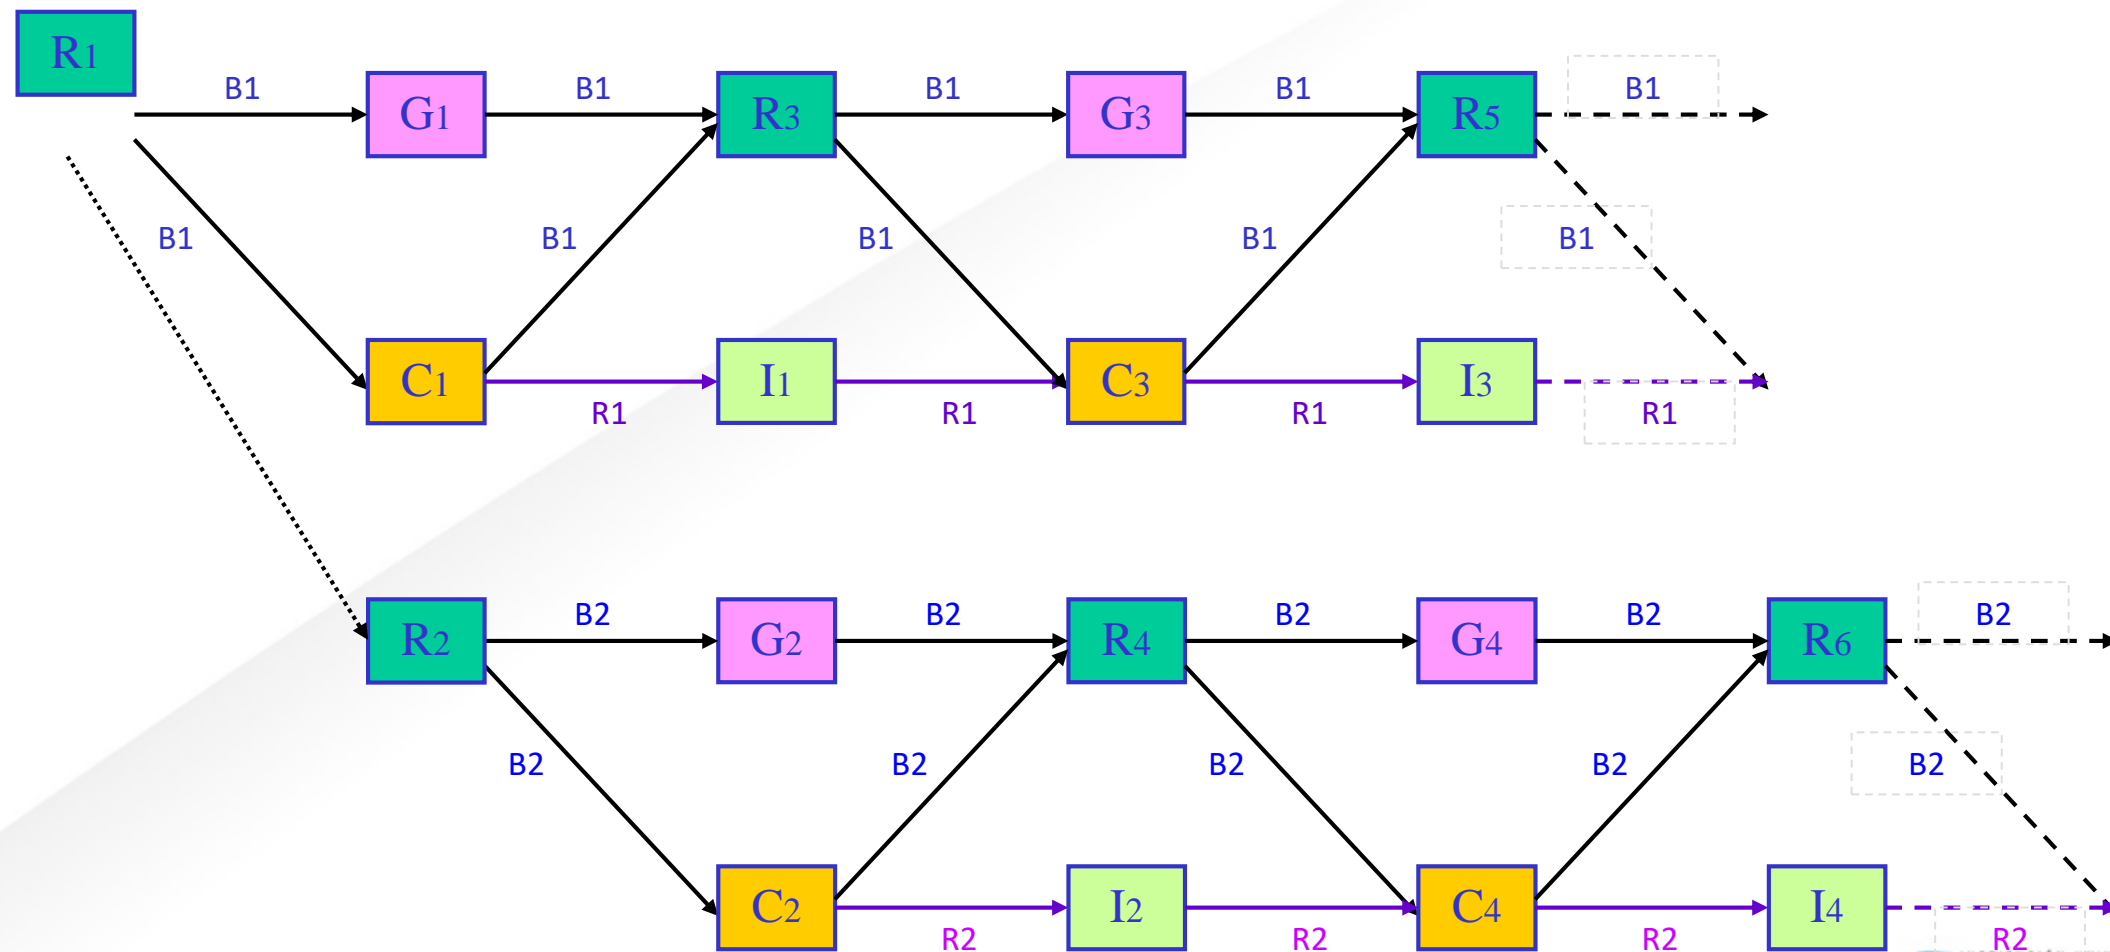 R1
B1 B1 B1 B1 B1
G1 R3 G3 R5
B1 B1 B1 B1 B1
C1 I1 C3 I3
R1 R1 R1 R1
B2 B2 B2 B2 B2
R2 G2 R4 G4 R6
B2 B2 B2 B2 B2
C2 I2 C4 I4
R2 R2 R2 R2